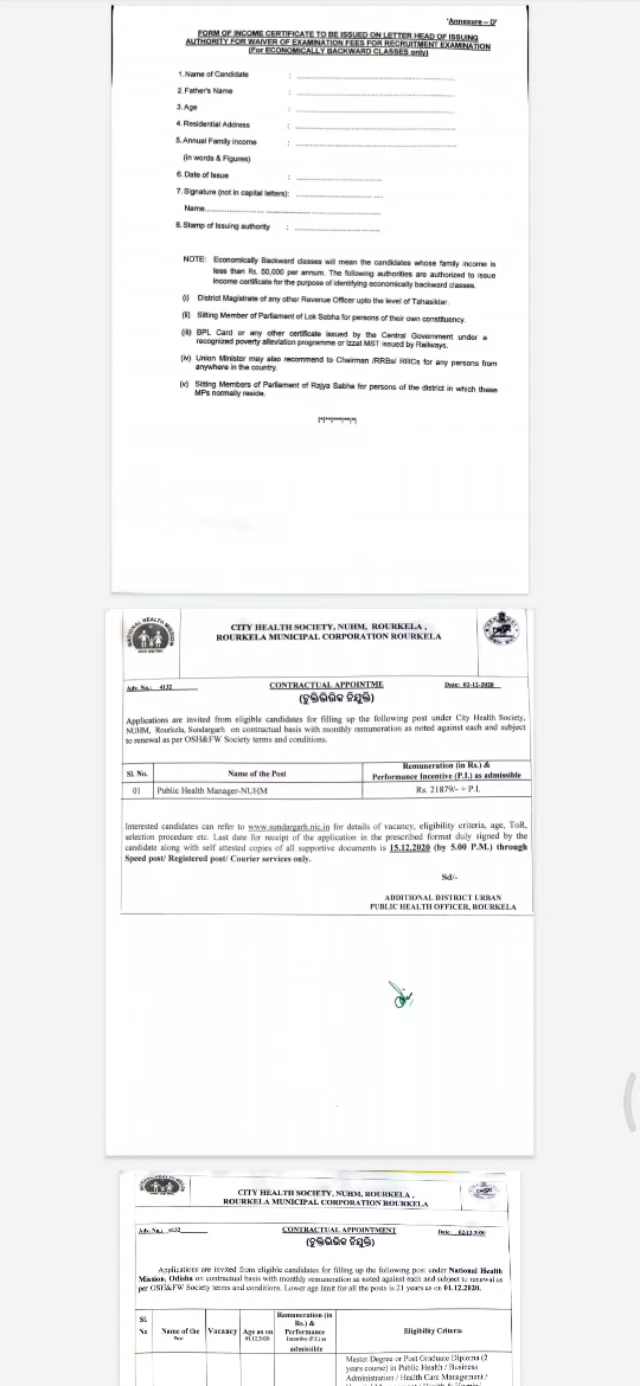 'Annexure – D'
FORM OF INCOME CERTIFICATE TO BE ISSUED ON LETTER HEAD OF ISSUING
AUTHORITY FOR WAIVER OF EXAMINATION FEES FOR RECRUITMENT EXAMINATION
(For ECONOMICALLY BACKWARD CLASSES only)
1. Name of Candidate :
2. Father's Name :
3. Age :
4. Residential Address :
5. Annual Family income :
(in words & Figures)
6. Date of Issue :
7. Signature (not in capital letters):
Name
8. Stamp of Issuing authority :
NOTE: Economically Backward classes will mean the candidates whose family income is
less than Rs. 50,000 per annum. The following authorities are authorized to issue
income certificate for the purpose of identifying economically backward classes.
(i) District Magistrate of any other Revenue Officer upto the level of Tahasildar.
(ii) Sitting Member of Parliament of Lok Sabha for persons of their own constituency.
(iii) BPL Card or any other certificate issued by the Central Government under a
recognized poverty alleviation programme or Izzat MST issued by Railways.
(iv) Union Minister may also recommend to Chairman /RRBs/ RRCs for any persons from
anywhere in the country.
(v) Sitting Members of Parliament of Rajya Sabha for persons of the district in which these
MPs normally reside.
NATIONAL HEALTH MISSION
CITY HEALTH SOCIETY, NUHM, ROURKELA ,
ROURKELA MUNICIPAL CORPORATION ROURKELA
Adv. No.: 4132 CONTRACTUAL APPOINTME Date: 02-12-2020
(ଚୁକ୍ତିଭିତ୍ତିକ ନିଯୁକ୍ତି)
Applications are invited from eligible candidates for filling up the following post under City Health Society,
NUHM, Rourkela, Sundargarh on contractual basis with monthly remuneration as noted against each and subject
to renewal as per OSH&FW Society terms and conditions.
Sl. No. Name of the Post Remuneration (in Rs.) &
Performance Incentive (P.I.) as admissible
01 Public Health Manager-NUHM Rs. 21879/- + P.I.
Interested candidates can refer to www.sundargarh.nic.in for details of vacancy, eligibility criteria, age, ToR,
selection procedure etc. Last date for receipt of the application in the prescribed format duly signed by the
candidate along with self attested copies of all supportive documents is 15.12.2020 (by 5.00 P.M.) through
Speed post/ Registered post/ Courier services only.
Sd/-
ADDITIONAL DISTRICT URBAN
PUBLIC HEALTH OFFICER, ROURKELA
CITY HEALTH SOCIETY, NUHM, ROURKELA ,
ROURKELA MUNICIPAL CORPORATION ROURKELA
Adv. No.: 4132 CONTRACTUAL APPOINTMENT Date: 02-12-2020
(ଚୁକ୍ତିଭିତ୍ତିକ ନିଯୁକ୍ତି)
Applications are invited from eligible candidates for filling up the following post under National Health
Mission, Odisha on contractual basis with monthly remuneration as noted against each and subject to renewal as
per OSH&FW Society terms and conditions. Lower age limit for all the posts is 21 years as on 01.12.2020.
Sl. No Name of the Post Vacancy Age as on 01.12.2020 Remuneration (in Rs.) & Performance Incentive (P.I.) as admissible Eligibility Criteria
Master Degree or Post Graduate Diploma (2
years course) in Public Health / Business
Administration / Health Care Management /